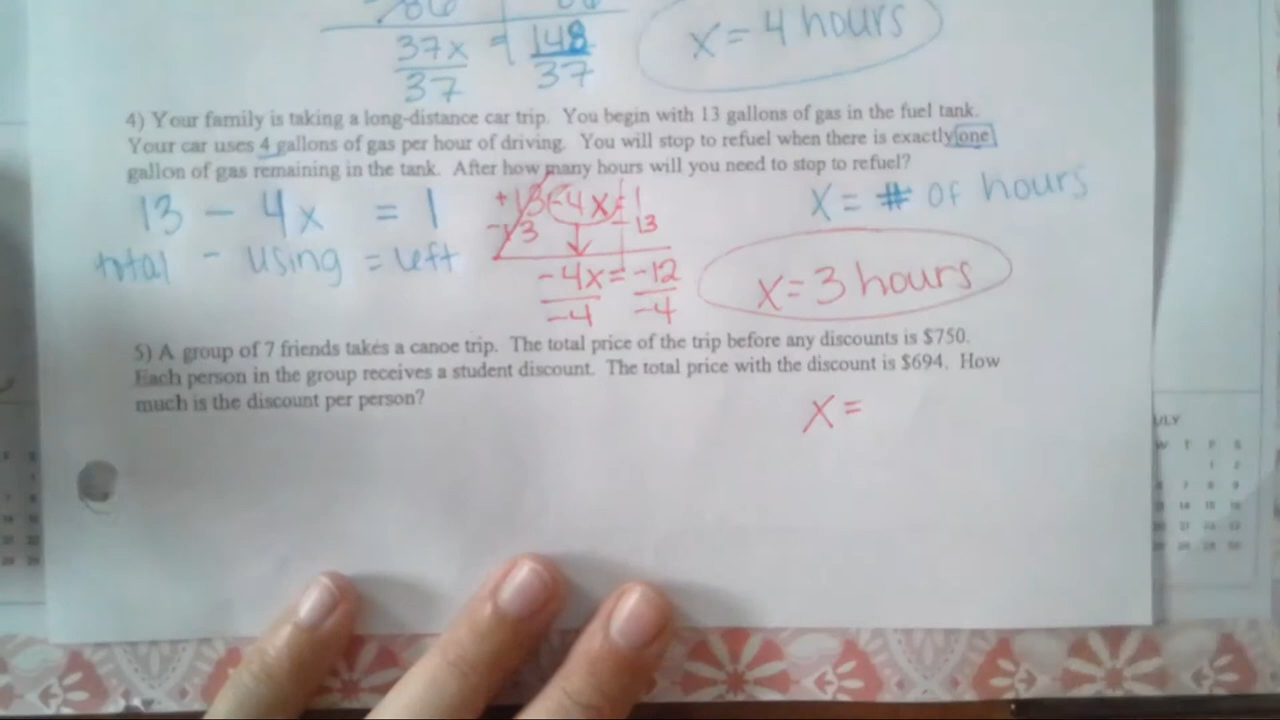 37x = 148
37 37
x = 4 hours
4) Your family is taking a long-distance car trip. You begin with 13 gallons of gas in the fuel tank.
Your car uses 4 gallons of gas per hour of driving. You will stop to refuel when there is exactly one
gallon of gas remaining in the tank. After how many hours will you need to stop to refuel?
13 - 4x = 1
total - using = left
+13 -4x = 1
-13 -13
-4x = -12
-4 -4
x = # of hours
x = 3 hours
5) A group of 7 friends takes a canoe trip. The total price of the trip before any discounts is $750.
Each person in the group receives a student discount. The total price with the discount is $694. How
much is the discount per person?
x =
W T F S